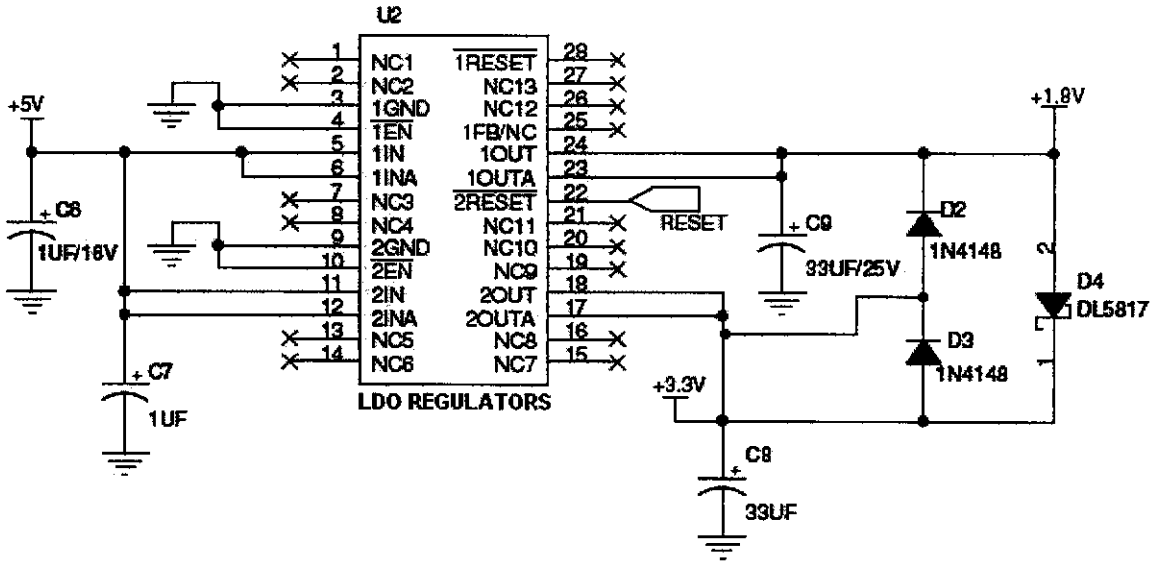 U2
1 NC1
2 NC2
3 1GND
4 1EN
5 1IN
6 1INA
7 NC3
8 NC4
9 2GND
10 2EN
11 2IN
12 2INA
13 NC5
14 NC6
1RESET 28
NC13 27
NC12 26
1FB/NC 25
1OUT 24
1OUTA 23
2RESET 22
NC11 21
NC10 20
NC9 19
2OUT 18
2OUTA 17
NC8 16
NC7 15
LDO REGULATORS
+5V
+ C6
1UF/16V
+ C7
1UF
RESET
+1.8V
+ C9
33UF/25V
D2
1N4148
D3
1N4148
2
D4
DL5817
1
+3.3V
+ C8
33UF